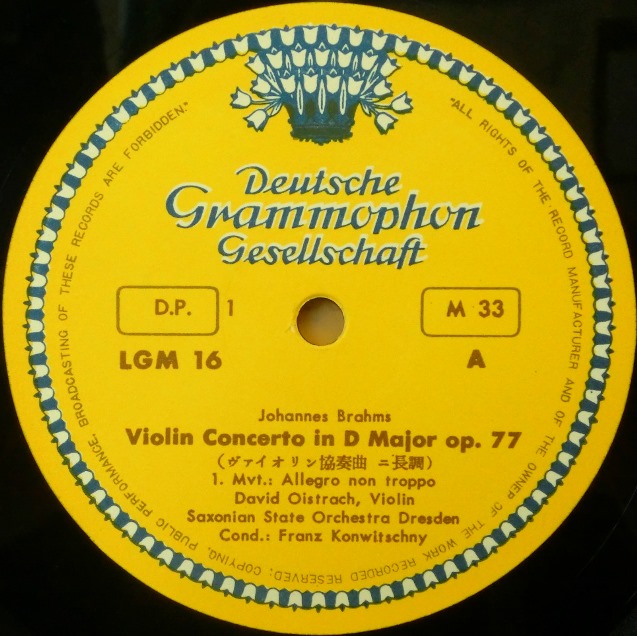 "ALL RIGHTS OF THE RECORD MANUFACTURER AND OF THE OWNER OF THE WORK RECORDED RESERVED. COPYING, PUBLIC PERFORMANCE, BROADCASTING OF THESE RECORDS ARE FORBIDDEN."
Deutsche
Grammophon
Gesellschaft
D.P. 1 M 33
LGM 16 A
Johannes Brahms
Violin Concerto in D Major op. 77
(ヴァイオリン協奏曲 ニ長調)
1. Mvt.: Allegro non troppo
David Oistrach, Violin
Saxonian State Orchestra Dresden
Cond.: Franz Konwitschny